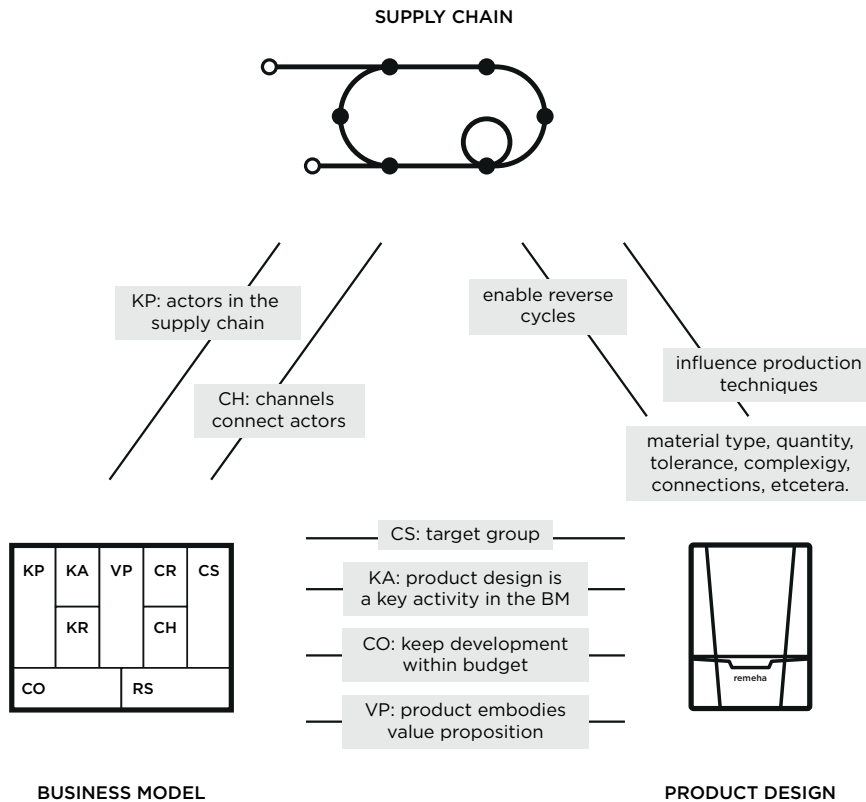 SUPPLY CHAIN
KP: actors in the
supply chain
enable reverse
cycles
influence production
techniques
CH: channels
connect actors
material type, quantity,
tolerance, complexigy,
connections, etcetera.
CS: target group
KA: product design is
a key activity in the BM
CO: keep development
within budget
VP: product embodies
value proposition
KP KA VP CR CS
KR CH
CO RS
remeha
BUSINESS MODEL
PRODUCT DESIGN